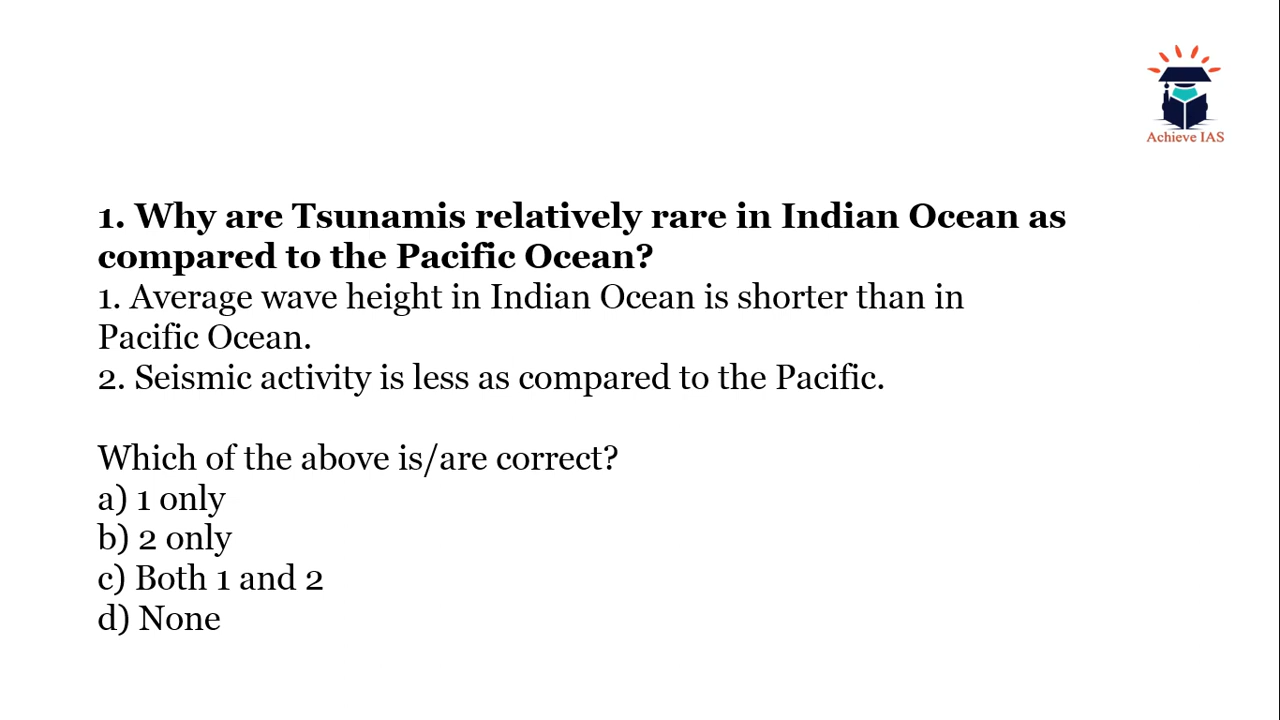 Achieve IAS
1. Why are Tsunamis relatively rare in Indian Ocean as
compared to the Pacific Ocean?
1. Average wave height in Indian Ocean is shorter than in
Pacific Ocean.
2. Seismic activity is less as compared to the Pacific.
Which of the above is/are correct?
a) 1 only
b) 2 only
c) Both 1 and 2
d) None